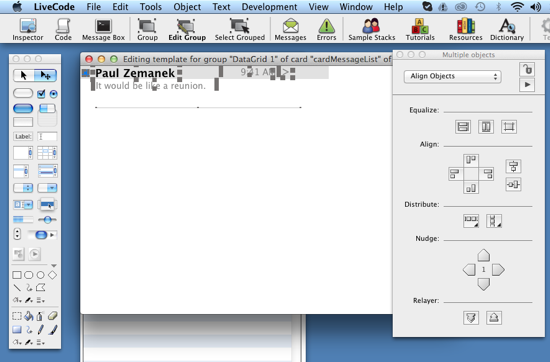 LiveCode File Edit Tools Object Text Development View Window Help
Inspector Code Message Box Group Edit Group Select Grouped Messages Errors Sample Stacks Tutorials Resources Dictionary
Editing template for group "DataGrid 1" of card "cardMessageList" of
Multiple objects
Paul Zemanek
It would be like a reunion.
Align Objects
Equalize:
Label:
Align:
Distribute:
Nudge:
1
Relayer: